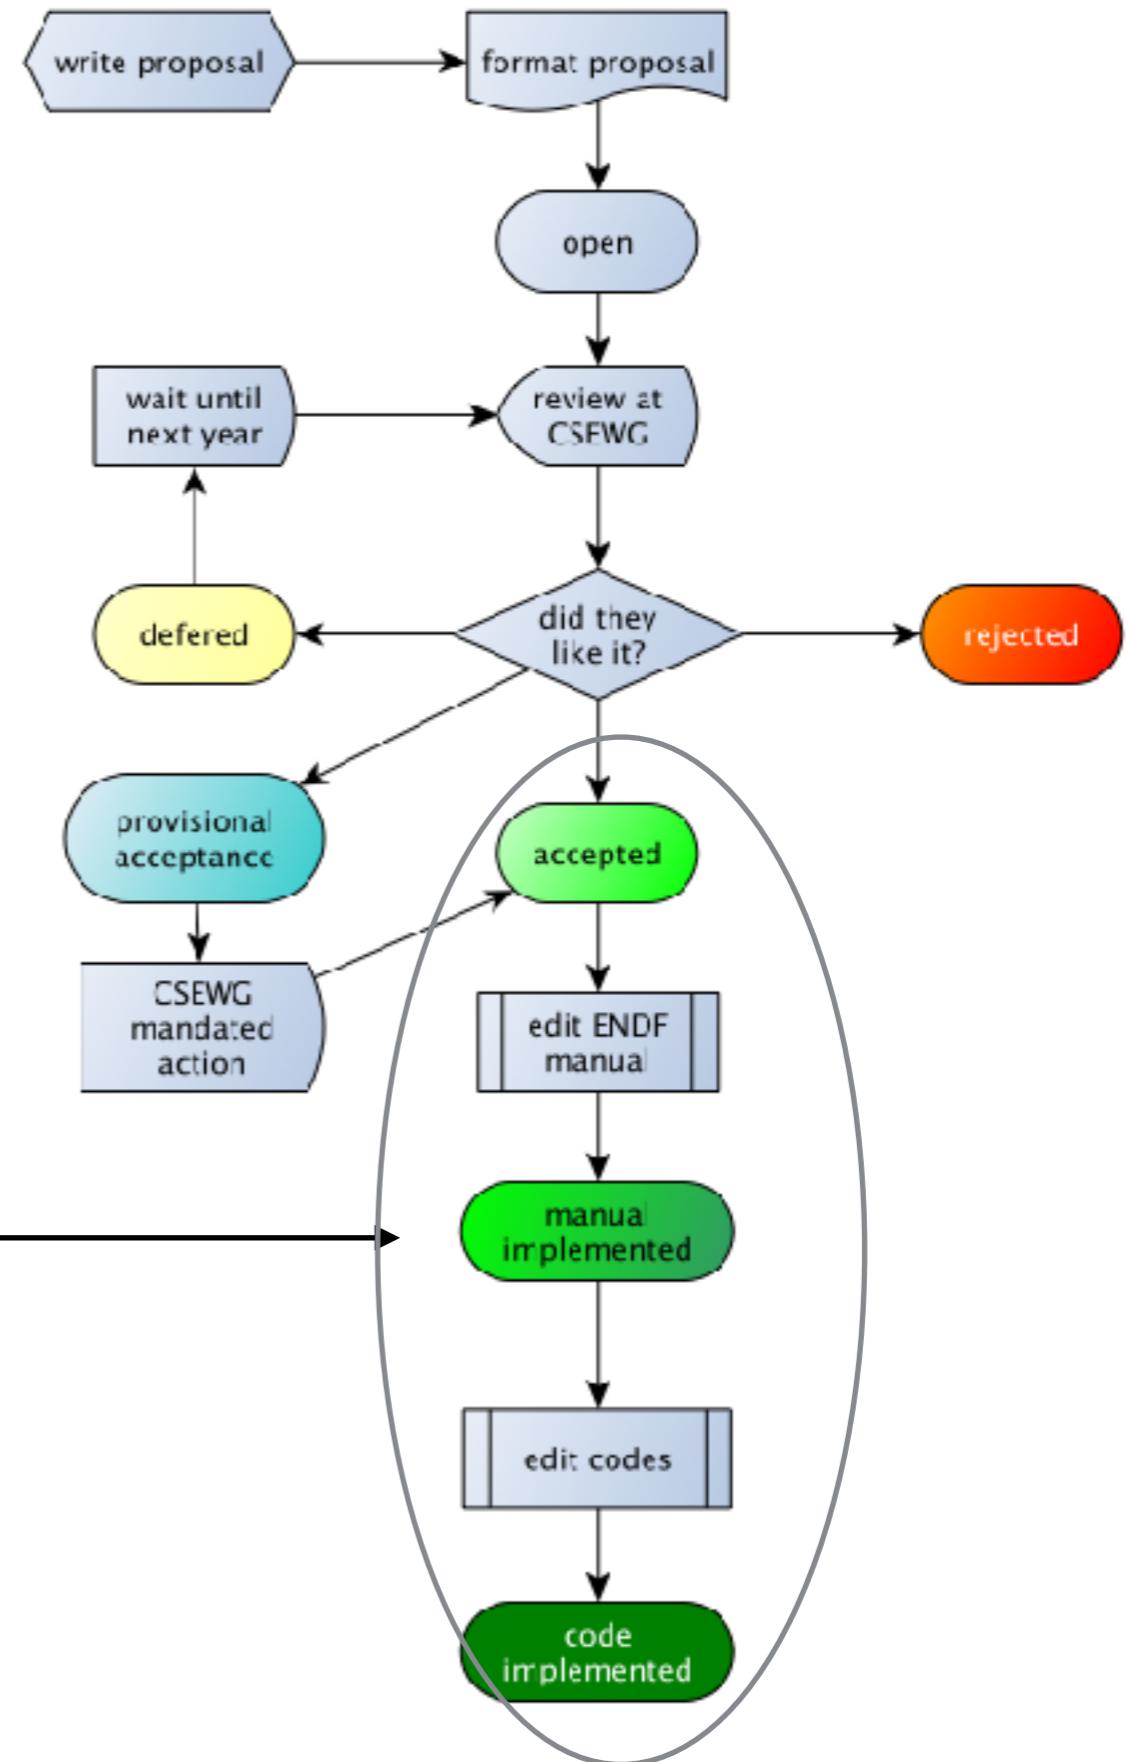 write proposal
format proposal
open
wait until
next year
review at
CSEWG
did they
like it?
defered
rejected
provisional
acceptance
accepted
CSEWG
mandated
action
edit ENDF
manual
manual
implemented
edit codes
code
implemented